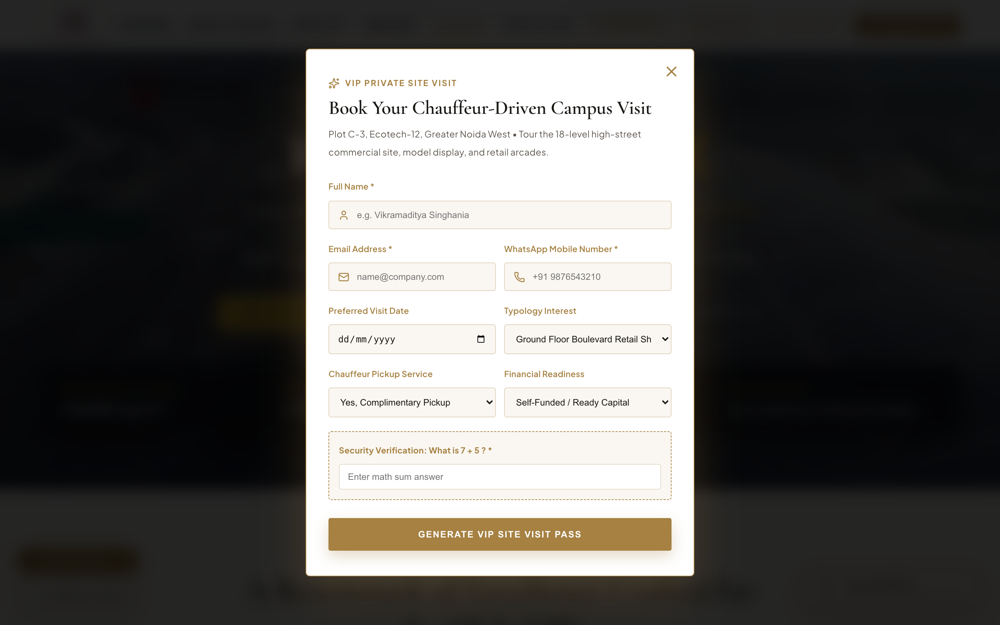 VIP PRIVATE SITE VISIT
Book Your Chauffeur-Driven Campus Visit
Plot C-3, Ecotech-12, Greater Noida West • Tour the 18-level high-street
commercial site, model display, and retail arcades.
Full Name *
e.g. Vikramaditya Singhania
Email Address *
WhatsApp Mobile Number *
name@company.com
+91 9876543210
Preferred Visit Date
Typology Interest
dd/mm/yyyy
Ground Floor Boulevard Retail Sh
Chauffeur Pickup Service
Financial Readiness
Yes, Complimentary Pickup
Self-Funded / Ready Capital
Security Verification: What is 7 + 5 ? *
Enter math sum answer
GENERATE VIP SITE VISIT PASS